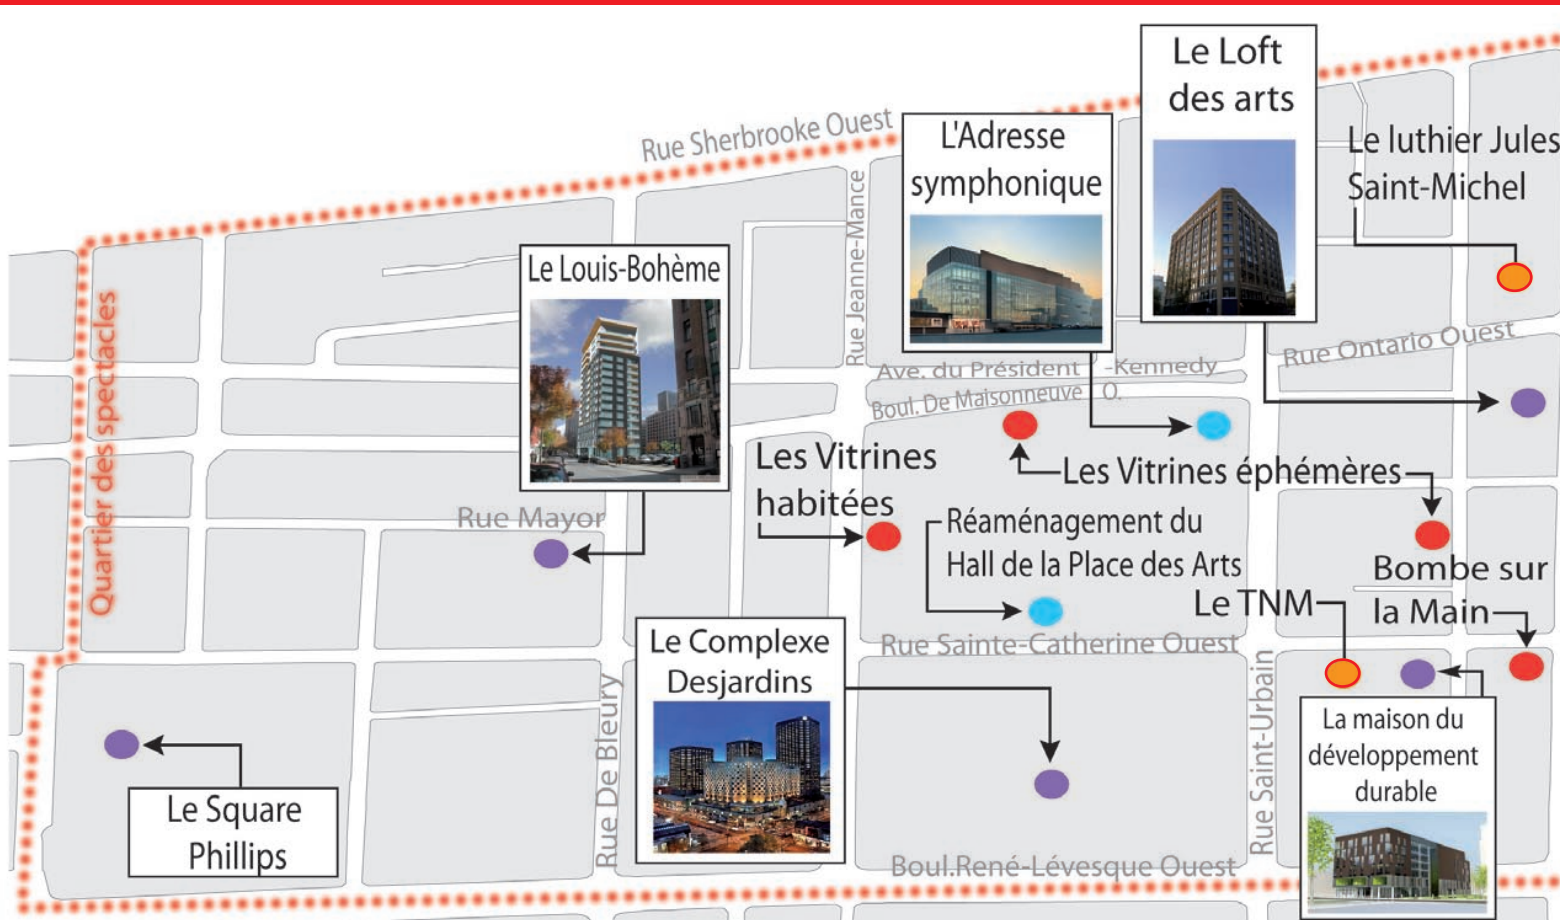 Le Loft
des arts
Rue Sherbrooke Ouest
L'Adresse
symphonique
Le luthier Jules
Saint-Michel
Rue Jeanne-Mance
Le Louis-Bohème
Quartier des spectacles
Rue Ontario Ouest
Ave. du Président -Kennedy
Boul. De Maisonneuve O.
Les Vitrines
habitées
Les Vitrines éphémères
Rue Mayor
Réaménagement du
Hall de la Place des Arts
Bombe sur
la Main
Le TNM
Rue Sainte-Catherine Ouest
Le Complexe
Desjardins
Rue De Bleury
Rue Saint-Urbain
La maison du
développement
durable
Le Square
Phillips
Boul.René-Lévesque Ouest